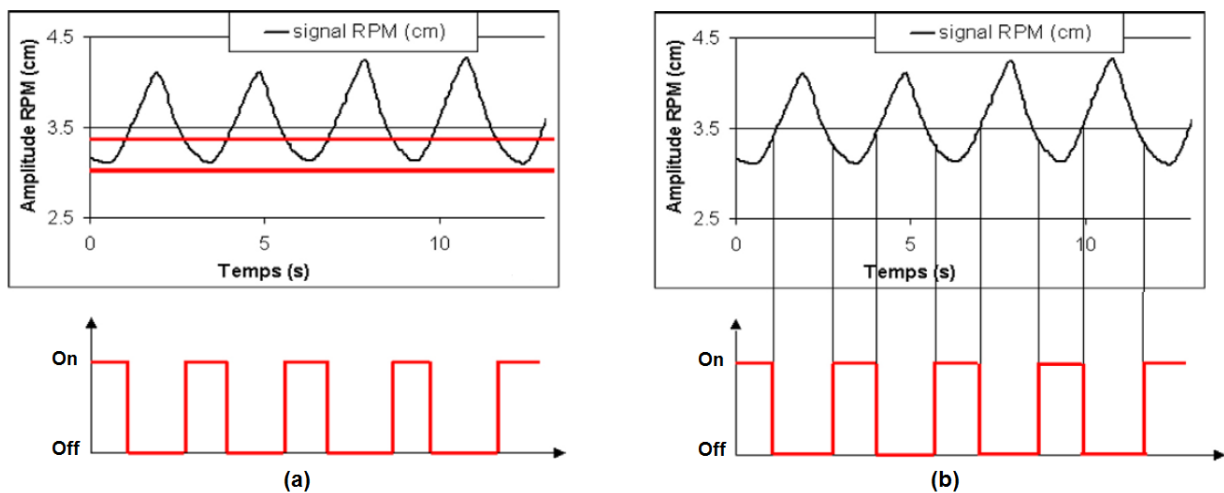 signal RPM (cm)
4.5
3.5
2.5
Amplitude RPM (cm)
0
5
10
Temps (s)
On
Off
(a)
signal RPM (cm)
4.5
3.5
2.5
Amplitude RPM (cm)
0
5
10
Temps (s)
On
Off
(b)